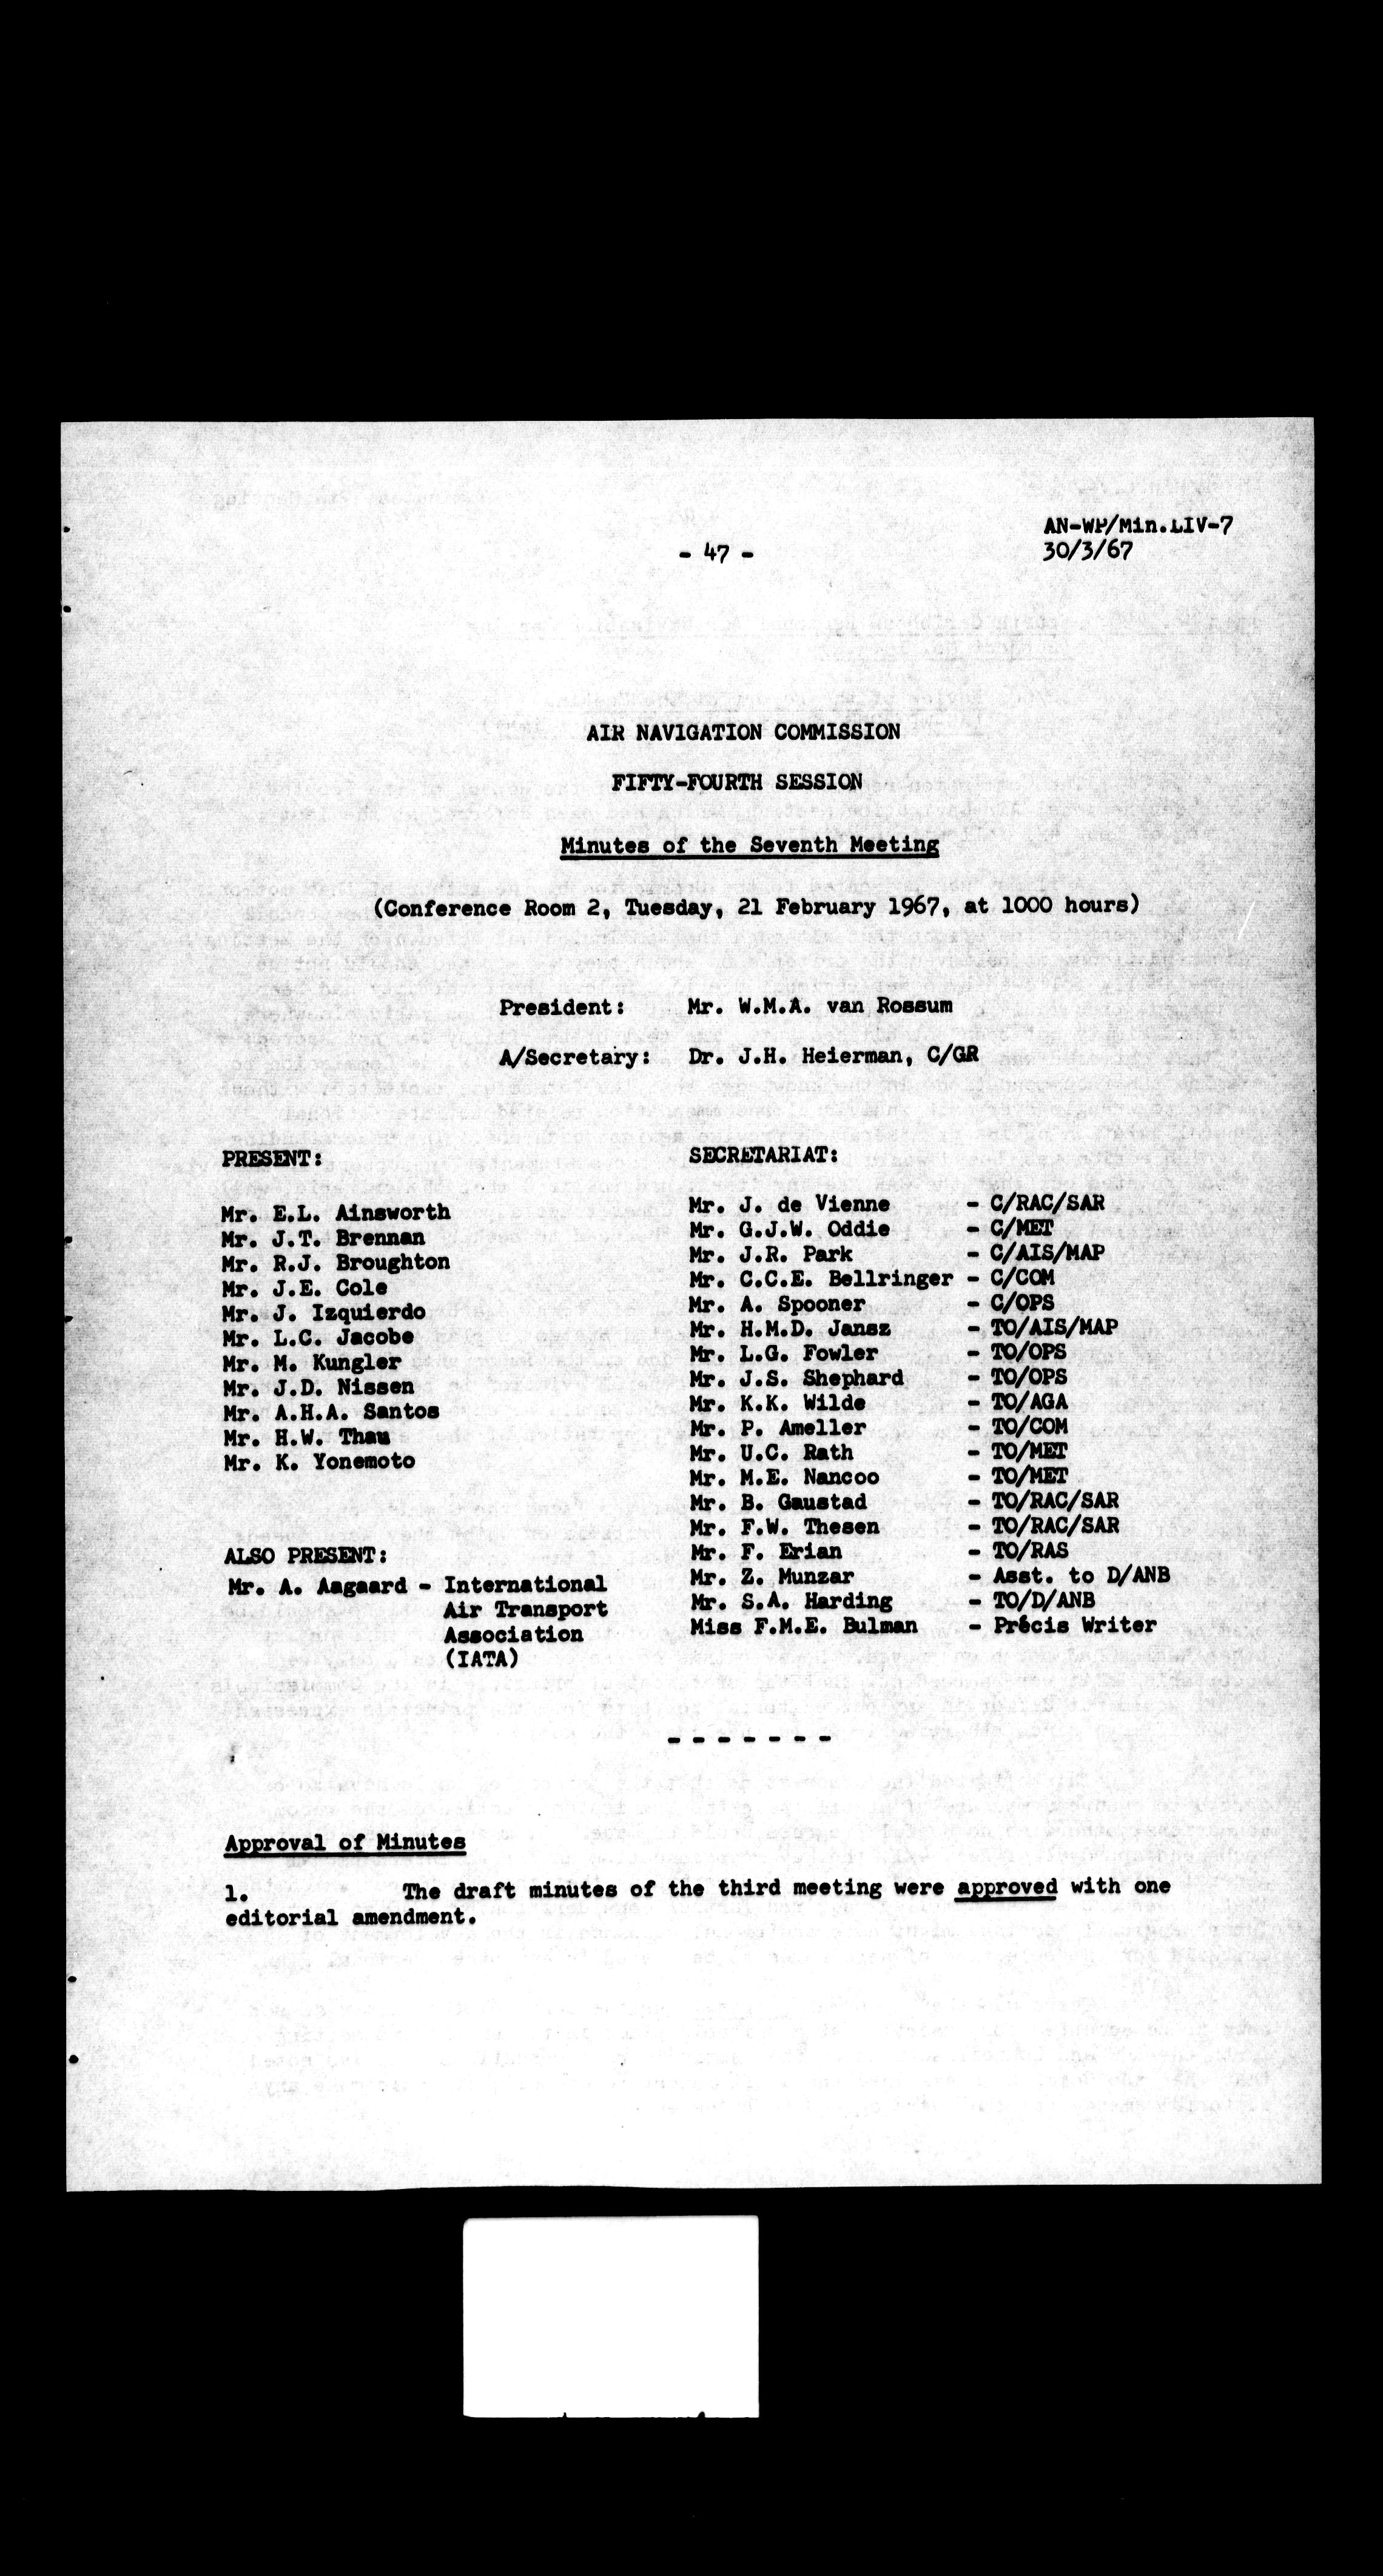 AN-WP/Min.LIV-7
- 47 -
30/3/67
AIR NAVIGATION COMMISSION
FIFTY-FOURTH SESSION
Minutes of the Seventh Meeting
(Conference Room 2, Tuesday, 21 February 1967, at 1000 hours)
President: Mr. W.M.A. van Rossum
A/Secretary: Dr. J.H. Heierman, C/GR
PRESENT:
Mr. E.L. Ainsworth
Mr. J.T. Brennan
Mr. R.J. Broughton
Mr. J.E. Cole
Mr. J. Izquierdo
Mr. L.C. Jacobe
Mr. M. Kungler
Mr. J.D. Nissen
Mr. A.H.A. Santos
Mr. H.W. Thau
Mr. K. Yonemoto
ALSO PRESENT:
Mr. A. Aagaard - International
Air Transport
Association
(IATA)
SECRETARIAT:
Mr. J. de Vienne - C/RAC/SAR
Mr. G.J.W. Oddie - C/MET
Mr. J.R. Park - C/AIS/MAP
Mr. C.C.E. Bellringer - C/COM
Mr. A. Spooner - C/OPS
Mr. H.M.D. Jansz - TO/AIS/MAP
Mr. L.G. Fowler - TO/OPS
Mr. J.S. Shephard - TO/OPS
Mr. K.K. Wilde - TO/AGA
Mr. P. Ameller - TO/COM
Mr. U.C. Rath - TO/MET
Mr. M.E. Nancoo - TO/MET
Mr. B. Gaustad - TO/RAC/SAR
Mr. F.W. Thesen - TO/RAC/SAR
Mr. F. Erian - TO/RAS
Mr. Z. Munzar - Asst. to D/ANB
Mr. S.A. Harding - TO/D/ANB
Miss F.M.E. Bulman - Précis Writer
- - - - - - -
Approval of Minutes
1. The draft minutes of the third meeting were approved with one
editorial amendment.